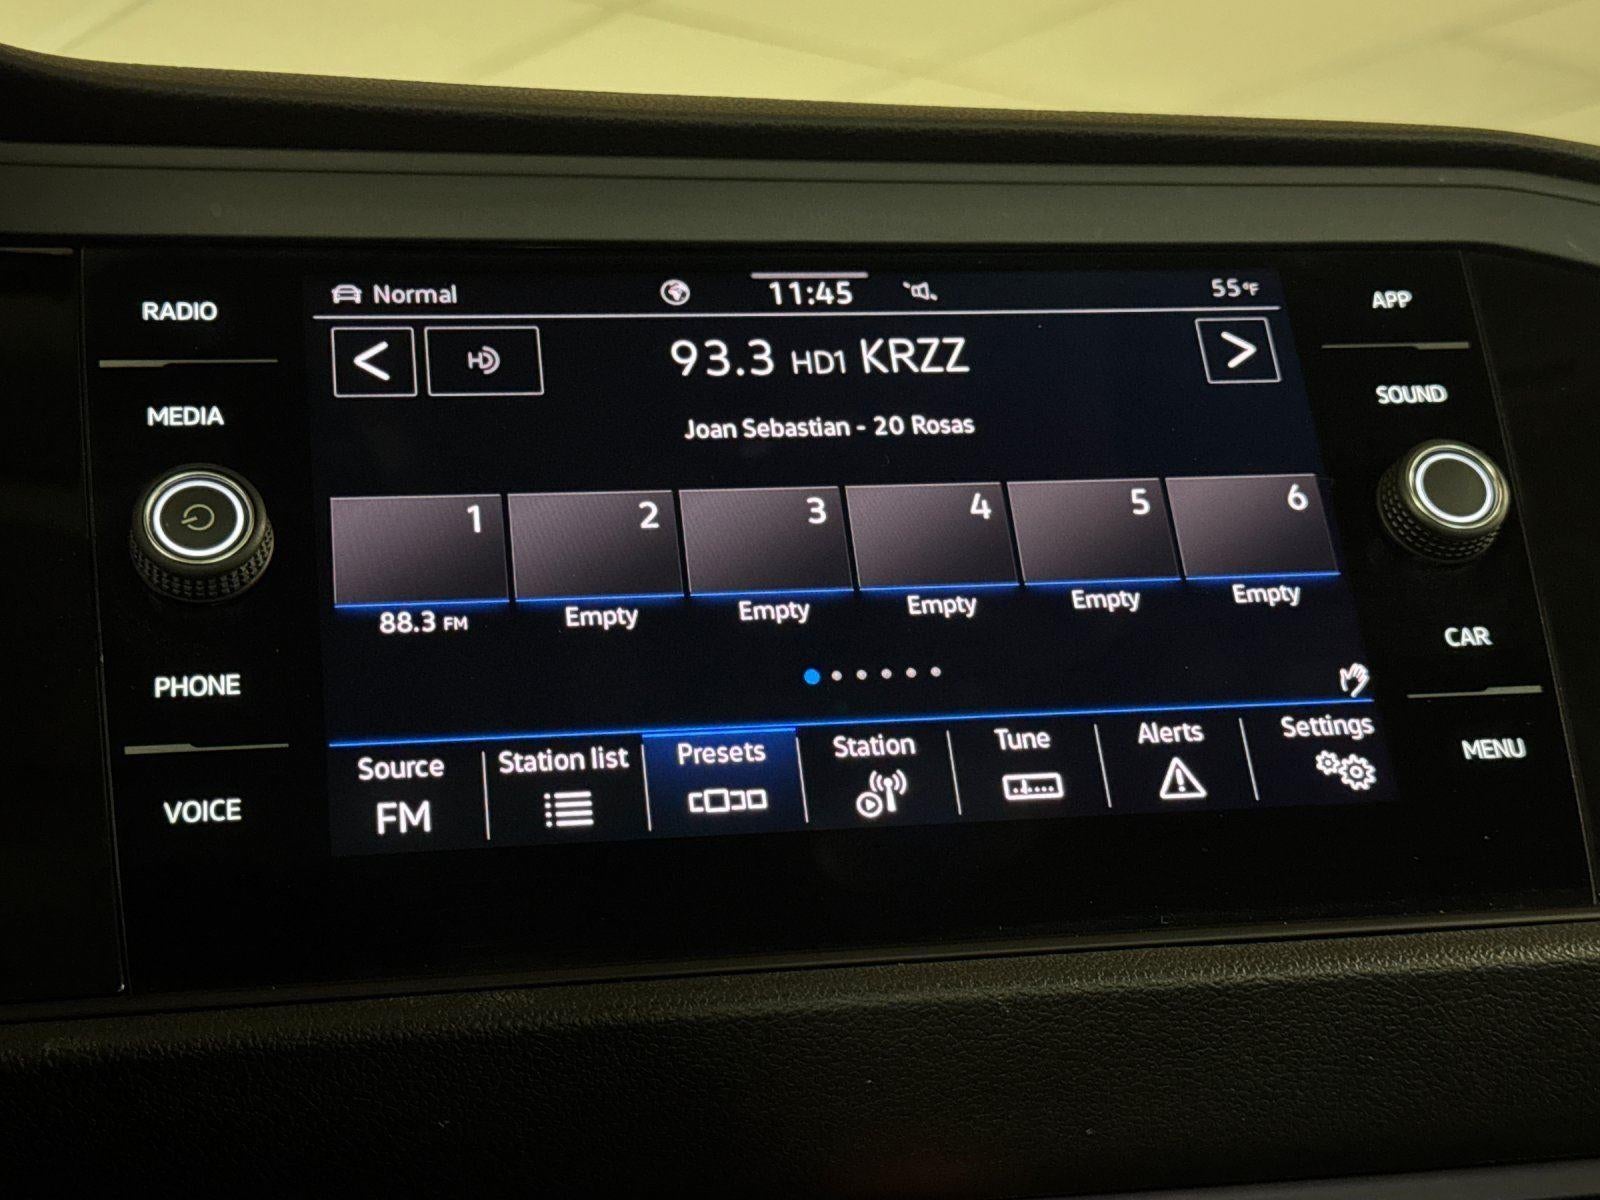 RADIO
MEDIA
PHONE
VOICE
Normal 11:45 55°F
< HD 93.3 HD1 KRZZ >
Joan Sebastian - 20 Rosas
1 2 3 4 5 6
88.3 FM Empty Empty Empty Empty Empty
Source Station list Presets Station Tune Alerts Settings
FM
APP
SOUND
CAR
MENU